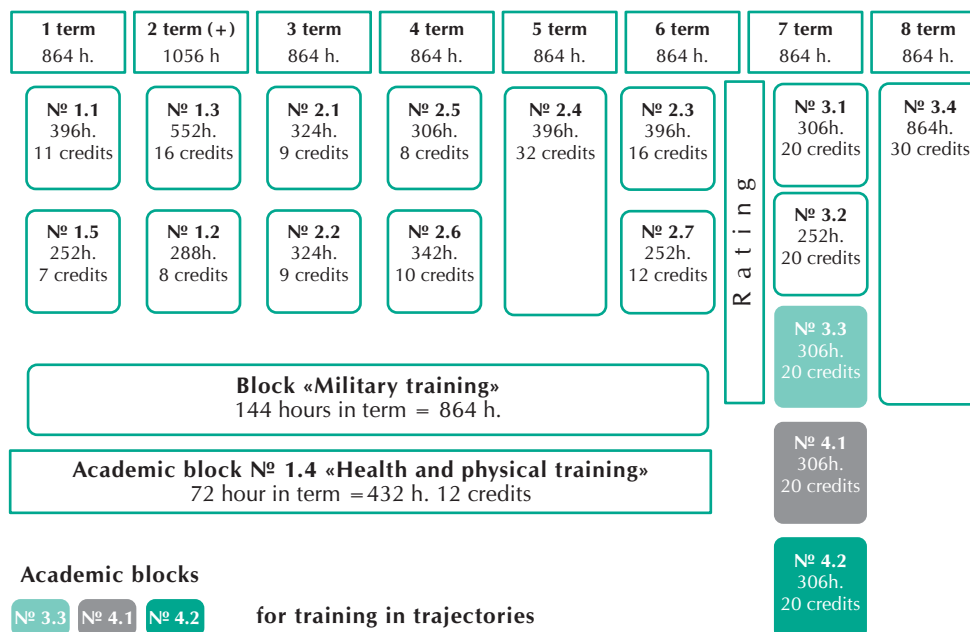 1 term
864 h.
2 term (+)
1056 h
3 term
864 h.
4 term
864 h.
5 term
864 h.
6 term
864 h.
7 term
864 h.
8 term
864 h.
№ 1.1
396h.
11 credits
№ 1.3
552h.
16 credits
№ 2.1
324h.
9 credits
№ 2.5
306h.
8 credits
№ 2.4
396h.
32 credits
№ 2.3
396h.
16 credits
Rating
№ 3.1
306h.
20 credits
№ 3.4
864h.
30 credits
№ 1.5
252h.
7 credits
№ 1.2
288h.
8 credits
№ 2.2
324h.
9 credits
№ 2.6
342h.
10 credits
№ 2.7
252h.
12 credits
№ 3.2
252h.
20 credits
№ 3.3
306h.
20 credits
Block «Military training»
144 hours in term = 864 h.
№ 4.1
306h.
20 credits
Academic block № 1.4 «Health and physical training»
72 hour in term =432 h. 12 credits
№ 4.2
306h.
20 credits
Academic blocks
№ 3.3 № 4.1 № 4.2 for training in trajectories